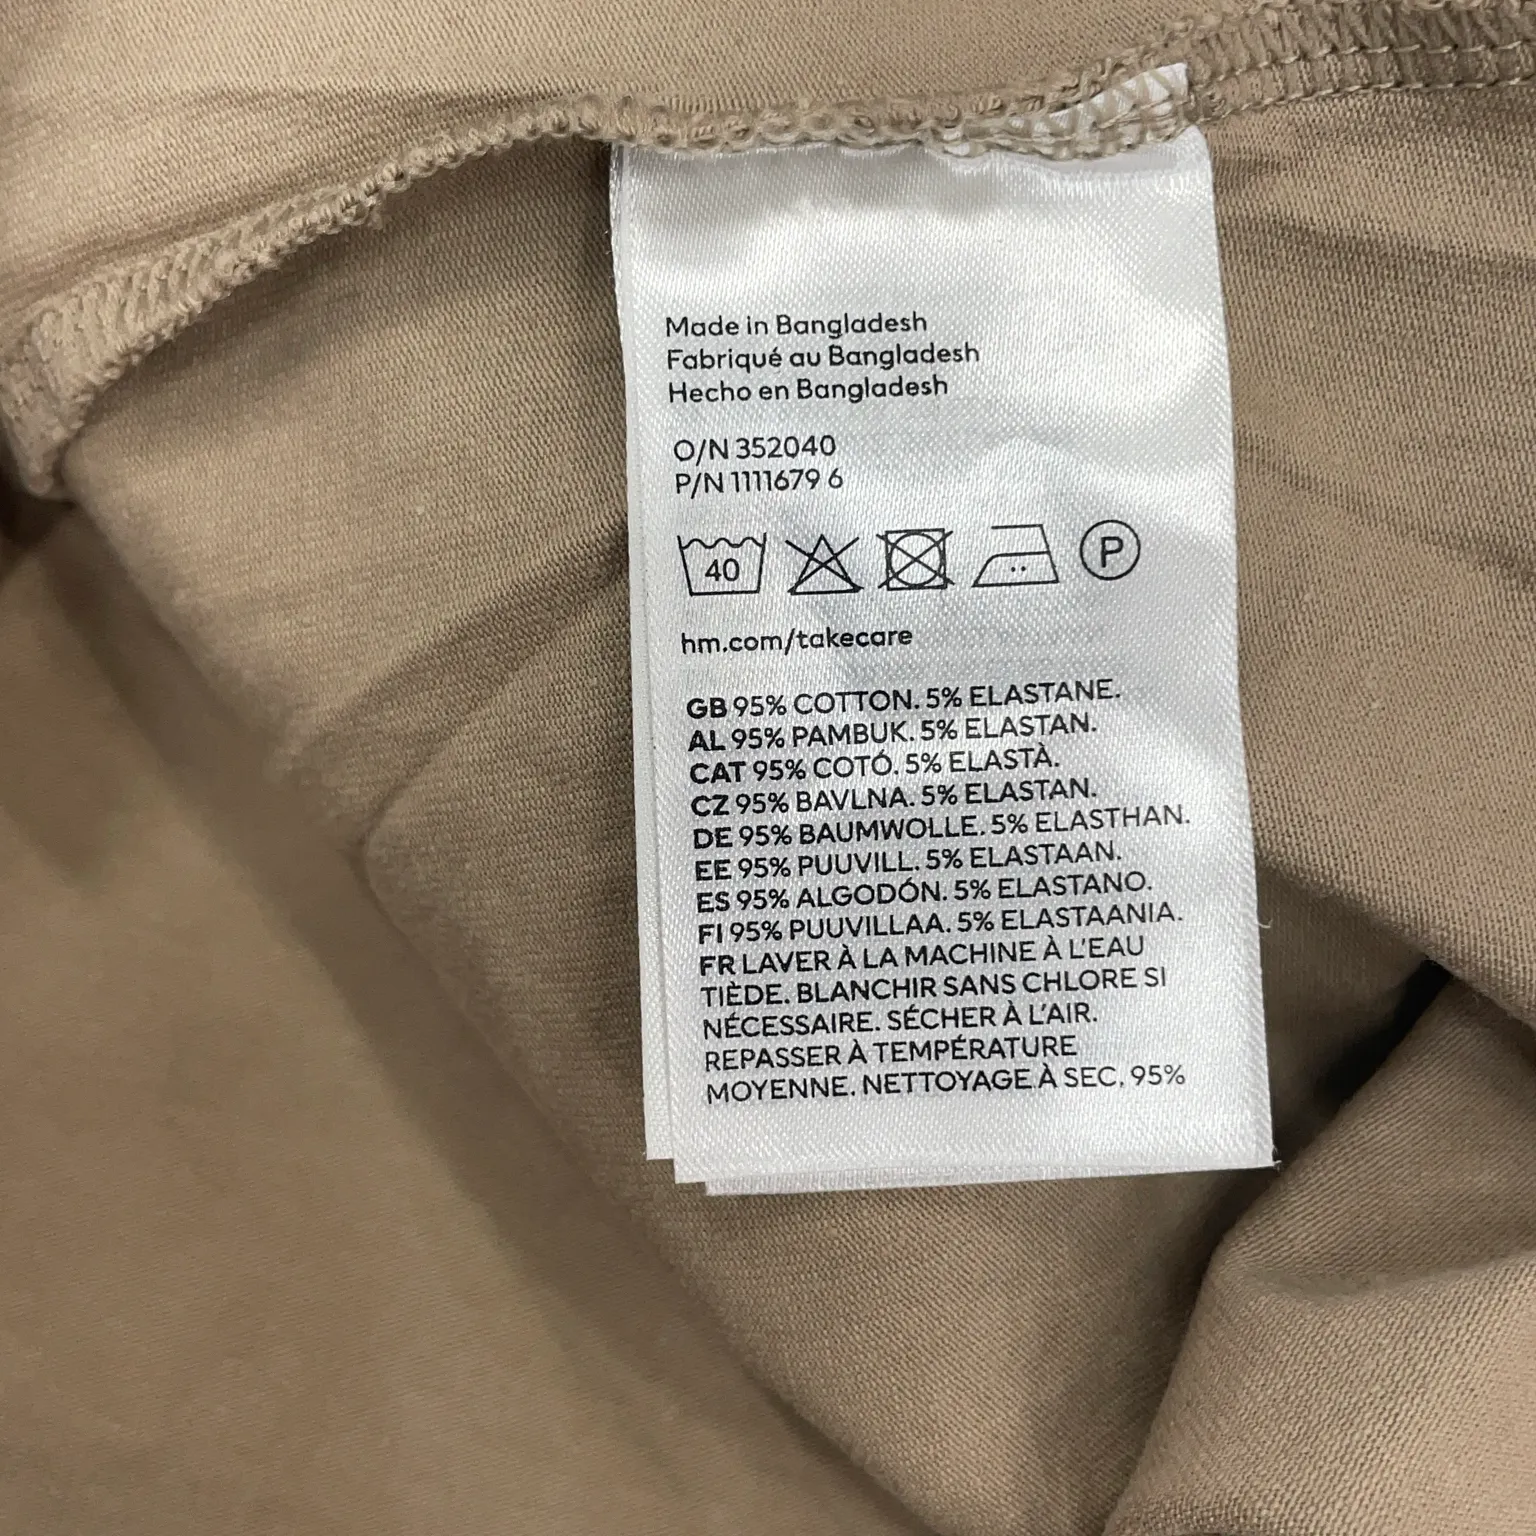 Made in Bangladesh
Fabriqué au Bangladesh
Hecho en Bangladesh
O/N 352040
P/N 1111679 6
40 P
hm.com/takecare
GB 95% COTTON. 5% ELASTANE.
AL 95% PAMBUK. 5% ELASTAN.
CAT 95% COTÓ. 5% ELASTÀ.
CZ 95% BAVLNA. 5% ELASTAN.
DE 95% BAUMWOLLE. 5% ELASTHAN.
EE 95% PUUVILL. 5% ELASTAAN.
ES 95% ALGODÓN. 5% ELASTANO.
FI 95% PUUVILLAA. 5% ELASTAANIA.
FR LAVER À LA MACHINE À L'EAU
TIÈDE. BLANCHIR SANS CHLORE SI
NÉCESSAIRE. SÉCHER À L'AIR.
REPASSER À TEMPÉRATURE
MOYENNE. NETTOYAGE À SEC. 95%